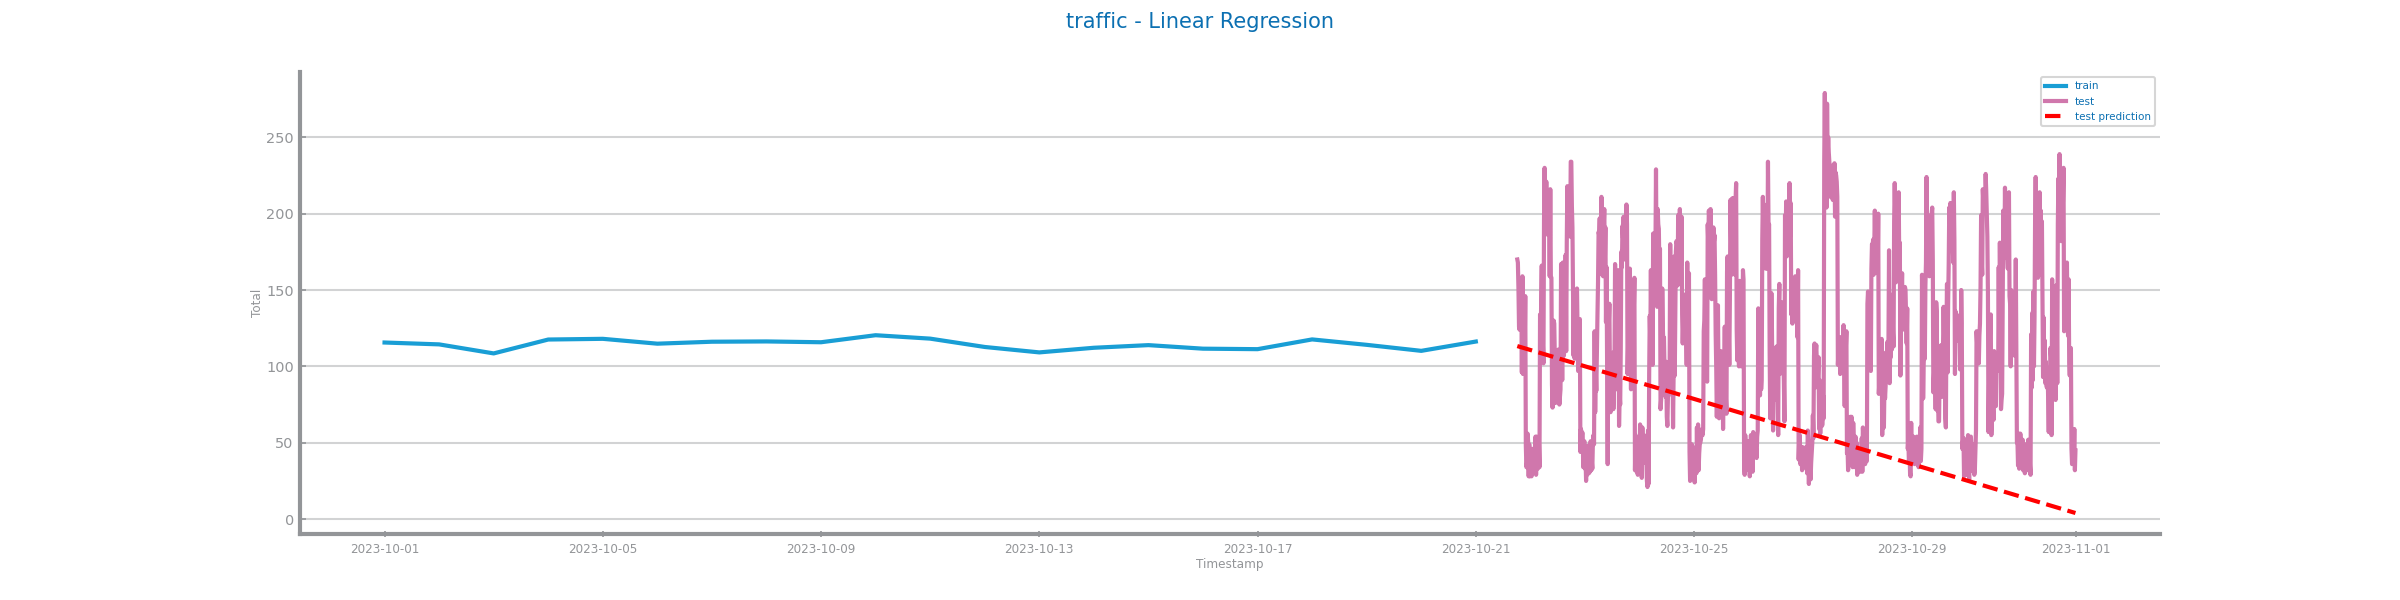 traffic - Linear Regression
train
test
test prediction
250
200
150
100
50
0
Total
2023-10-01
2023-10-05
2023-10-09
2023-10-13
2023-10-17
2023-10-21
2023-10-25
2023-10-29
2023-11-01
Timestamp